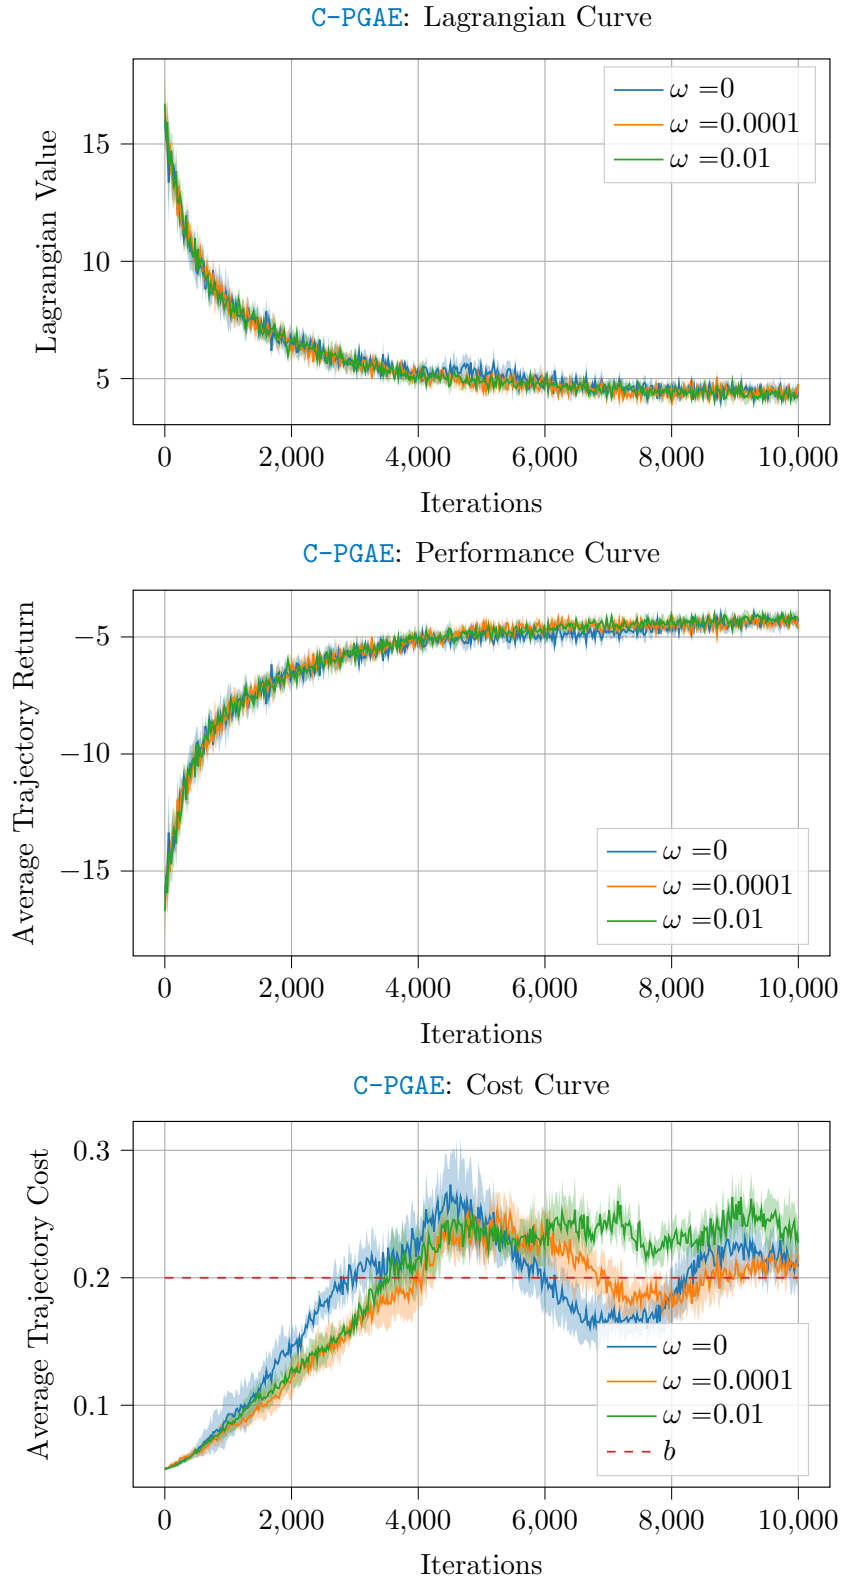 C-PGAE: Lagrangian Curve
Lagrangian Value
15
10
5
ω =0
ω =0.0001
ω =0.01
0 2,000 4,000 6,000 8,000 10,000
Iterations
C-PGAE: Performance Curve
Average Trajectory Return
−5
−10
−15
ω =0
ω =0.0001
ω =0.01
0 2,000 4,000 6,000 8,000 10,000
Iterations
C-PGAE: Cost Curve
Average Trajectory Cost
0.3
0.2
0.1
ω =0
ω =0.0001
ω =0.01
b
0 2,000 4,000 6,000 8,000 10,000
Iterations